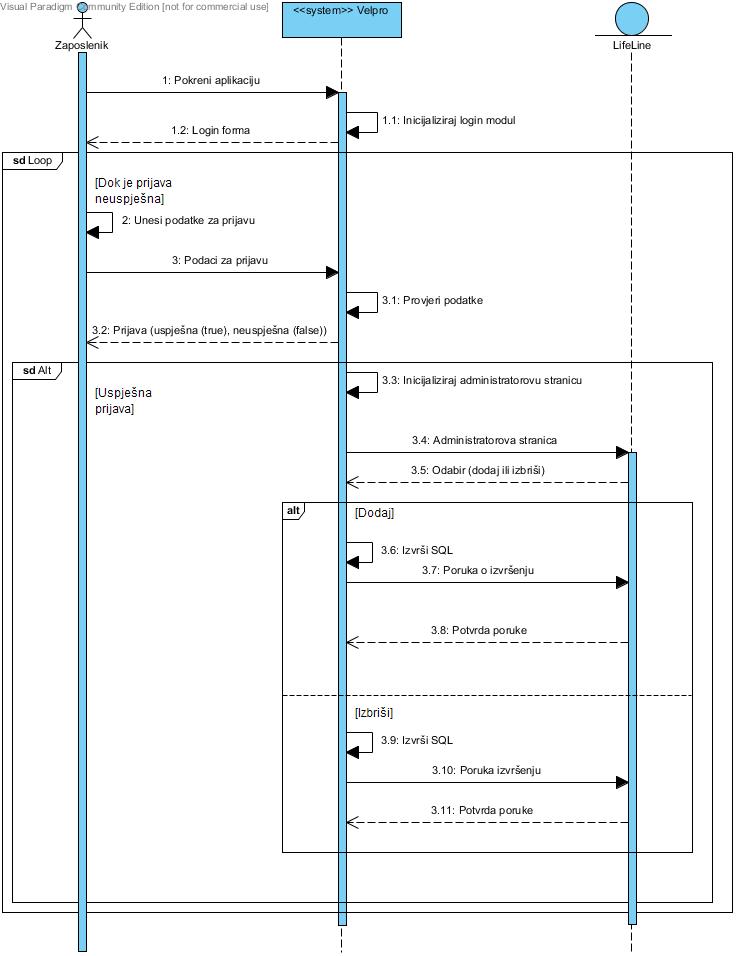 Visual Paradigm Community Edition [not for commercial use]
<<system>> Velpro
Zaposlenik
LifeLine
1: Pokreni aplikaciju
1.1: Inicijaliziraj login modul
1.2: Login forma
sd Loop
[Dok je prijava
neuspješna]
2: Unesi podatke za prijavu
3: Podaci za prijavu
3.1: Provjeri podatke
3.2: Prijava (uspješna (true), neuspješna (false))
sd Alt
3.3: Inicijaliziraj administratorovu stranicu
[Uspješna
prijava]
3.4: Administratorova stranica
3.5: Odabir (dodaj ili izbriši)
alt
[Dodaj]
3.6: Izvrši SQL
3.7: Poruka o izvršenju
3.8: Potvrda poruke
[Izbriši]
3.9: Izvrši SQL
3.10: Poruka izvršenju
3.11: Potvrda poruke